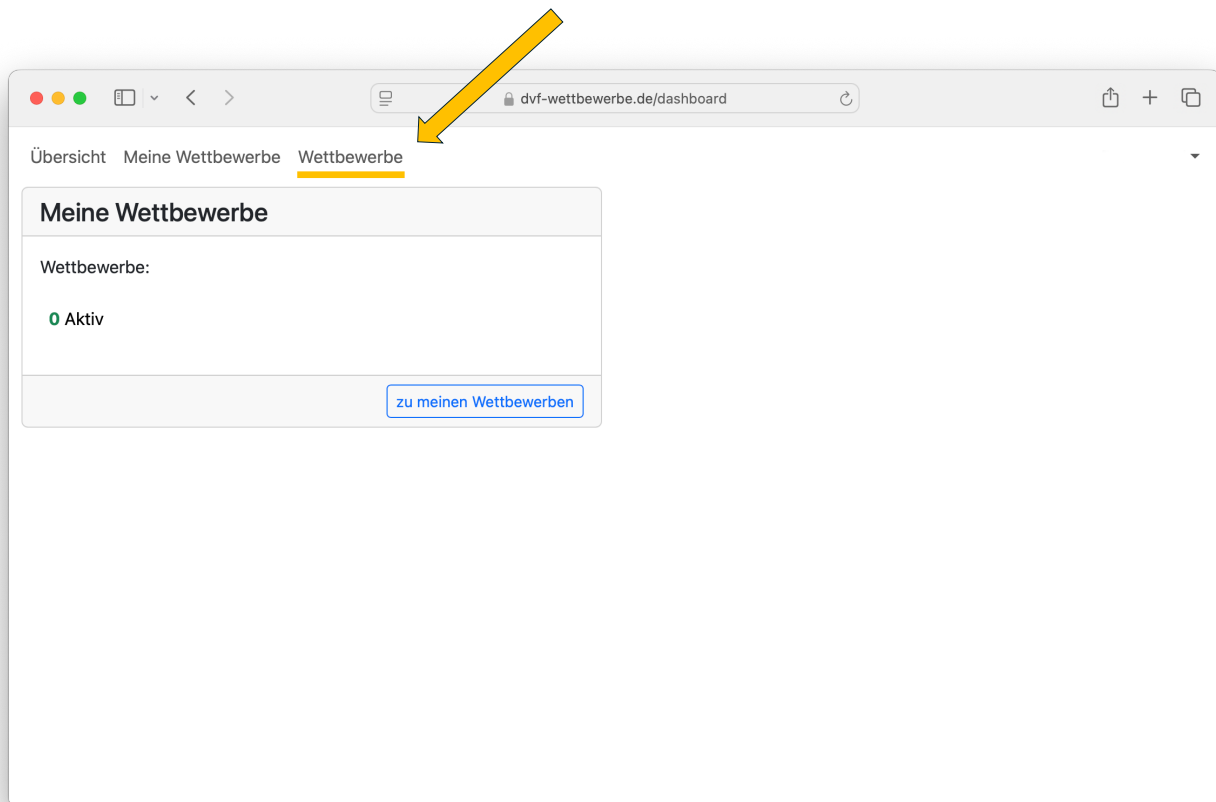 dvf-wettbewerbe.de/dashboard
Übersicht Meine Wettbewerbe Wettbewerbe
Meine Wettbewerbe
Wettbewerbe:
0 Aktiv
zu meinen Wettbewerben